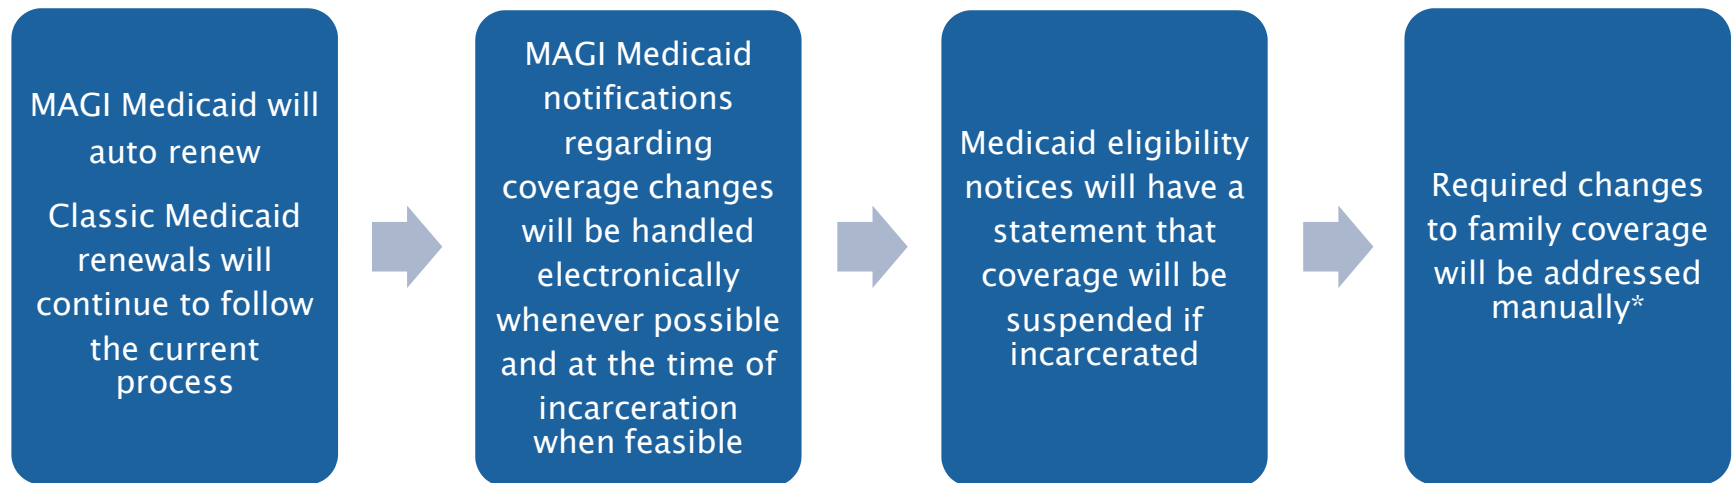 MAGI Medicaid will
auto renew
Classic Medicaid
renewals will
continue to follow
the current
process
MAGI Medicaid
notifications
regarding
coverage changes
will be handled
electronically
whenever possible
and at the time of
incarceration
when feasible
Medicaid eligibility
notices will have a
statement that
coverage will be
suspended if
incarcerated
Required changes
to family coverage
will be addressed
manually*